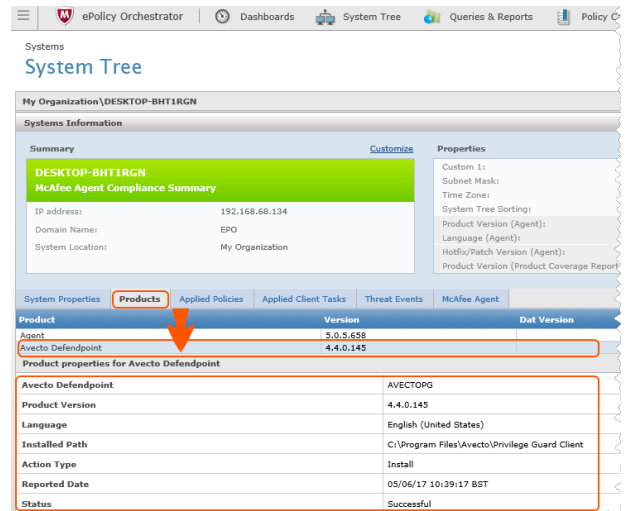 ePolicy Orchestrator Dashboards System Tree Queries & Reports Policy
Systems
System Tree
My Organization\DESKTOP-BHT1RGN
Systems Information
Summary Customize Properties
DESKTOP-BHT1RGN
McAfee Agent Compliance Summary
IP address: 192.168.68.134
Domain Name: EPO
System Location: My Organization
Custom 1:
Subnet Mask:
Time Zone:
System Tree Sorting:
Product Version (Agent):
Language (Agent):
Hotfix/Patch Version (Agent):
Product Version (Product Coverage Report
System Properties Products Applied Policies Applied Client Tasks Threat Events McAfee Agent
Product Version Dat Version
Agent 5.0.5.658
Avecto Defendpoint 4.4.0.145
Product properties for Avecto Defendpoint
Avecto Defendpoint AVECTOPG
Product Version 4.4.0.145
Language English (United States)
Installed Path C:\Program Files\Avecto\Privilege Guard Client
Action Type Install
Reported Date 05/06/17 10:39:17 BST
Status Successful